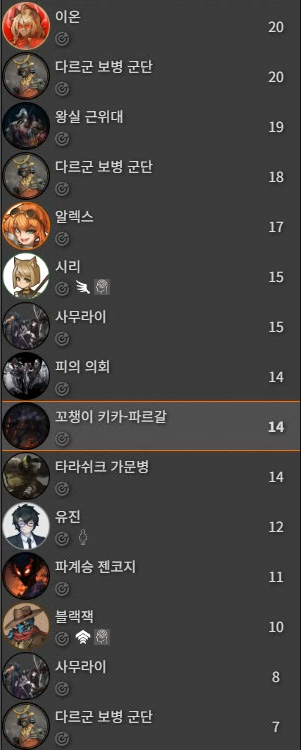 이온
20
다르군 보병 군단
20
왕실 근위대
19
다르군 보병 군단
18
알렉스
17
시리
15
사무라이
15
피의 의회
14
꼬챙이 키카-파르갈
14
타라쉬크 가문병
14
유진
12
파계승 젠코지
11
블랙잭
10
사무라이
8
다르군 보병 군단
7